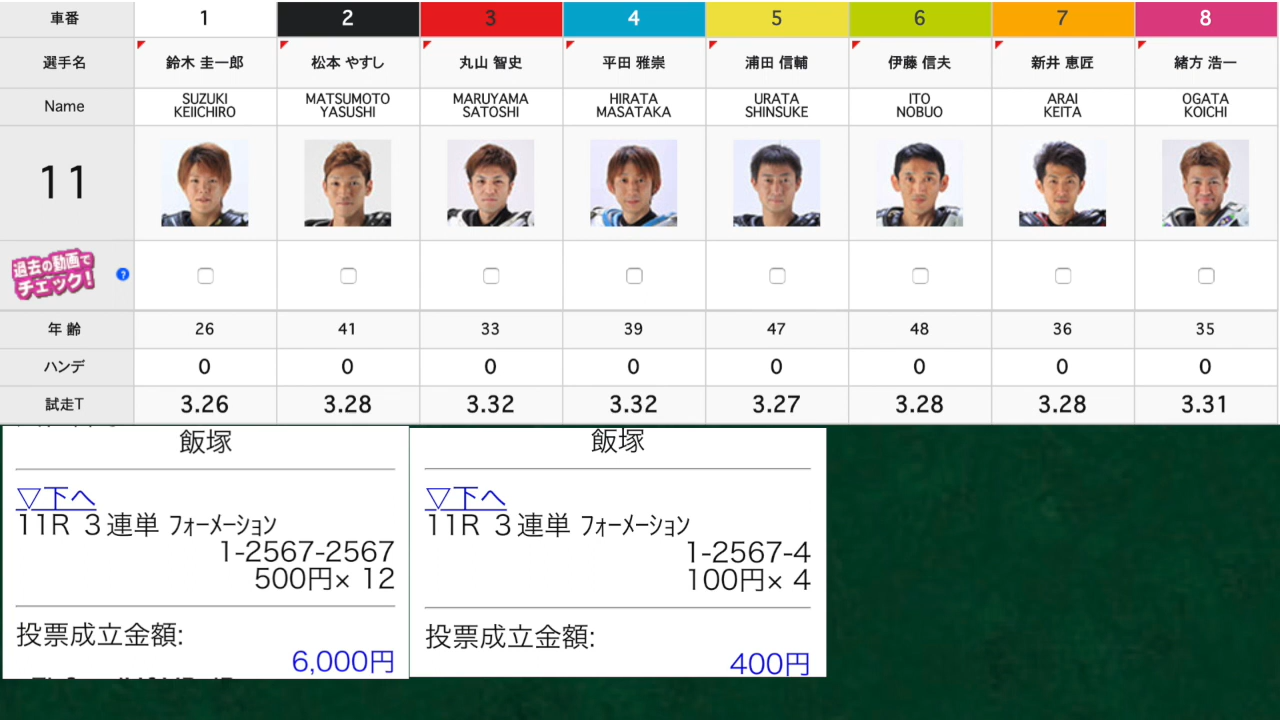 車番 1 2 3 4 5 6 7 8
選手名 鈴木 圭一郎 松本 やすし 丸山 智史 平田 雅崇 浦田 信輔 伊藤 信夫 新井 恵匠 緒方 浩一
Name SUZUKI KEIICHIRO MATSUMOTO YASUSHI MARUYAMA SATOSHI HIRATA MASATAKA URATA SHINSUKE ITO NOBUO ARAI KEITA OGATA KOICHI
11
過去の動画でチェック! ?
年 齢 26 41 33 39 47 48 36 35
ハンデ 0 0 0 0 0 0 0 0
試走T 3.26 3.28 3.32 3.32 3.27 3.28 3.28 3.31
飯塚
▽下へ
11R 3連単 フォーメーション
1-2567-2567
500円× 12
投票成立金額:
6,000円
飯塚
▽下へ
11R 3連単 フォーメーション
1-2567-4
100円× 4
投票成立金額:
400円